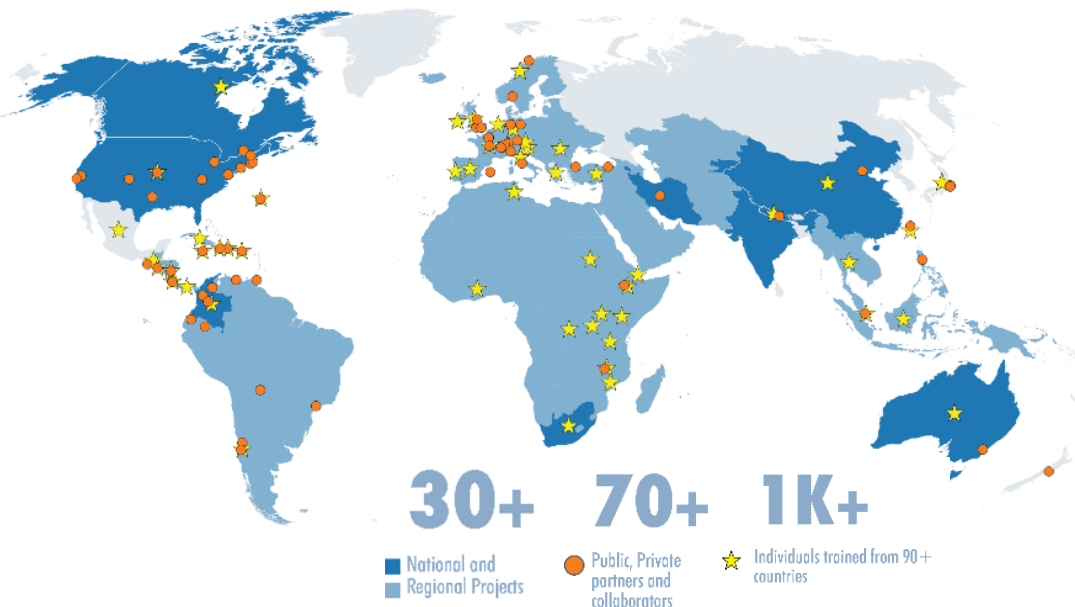 30+
70+
1K+
National and
Regional Projects
Public, Private
partners and
collaborators
Individuals trained from 90+
countries